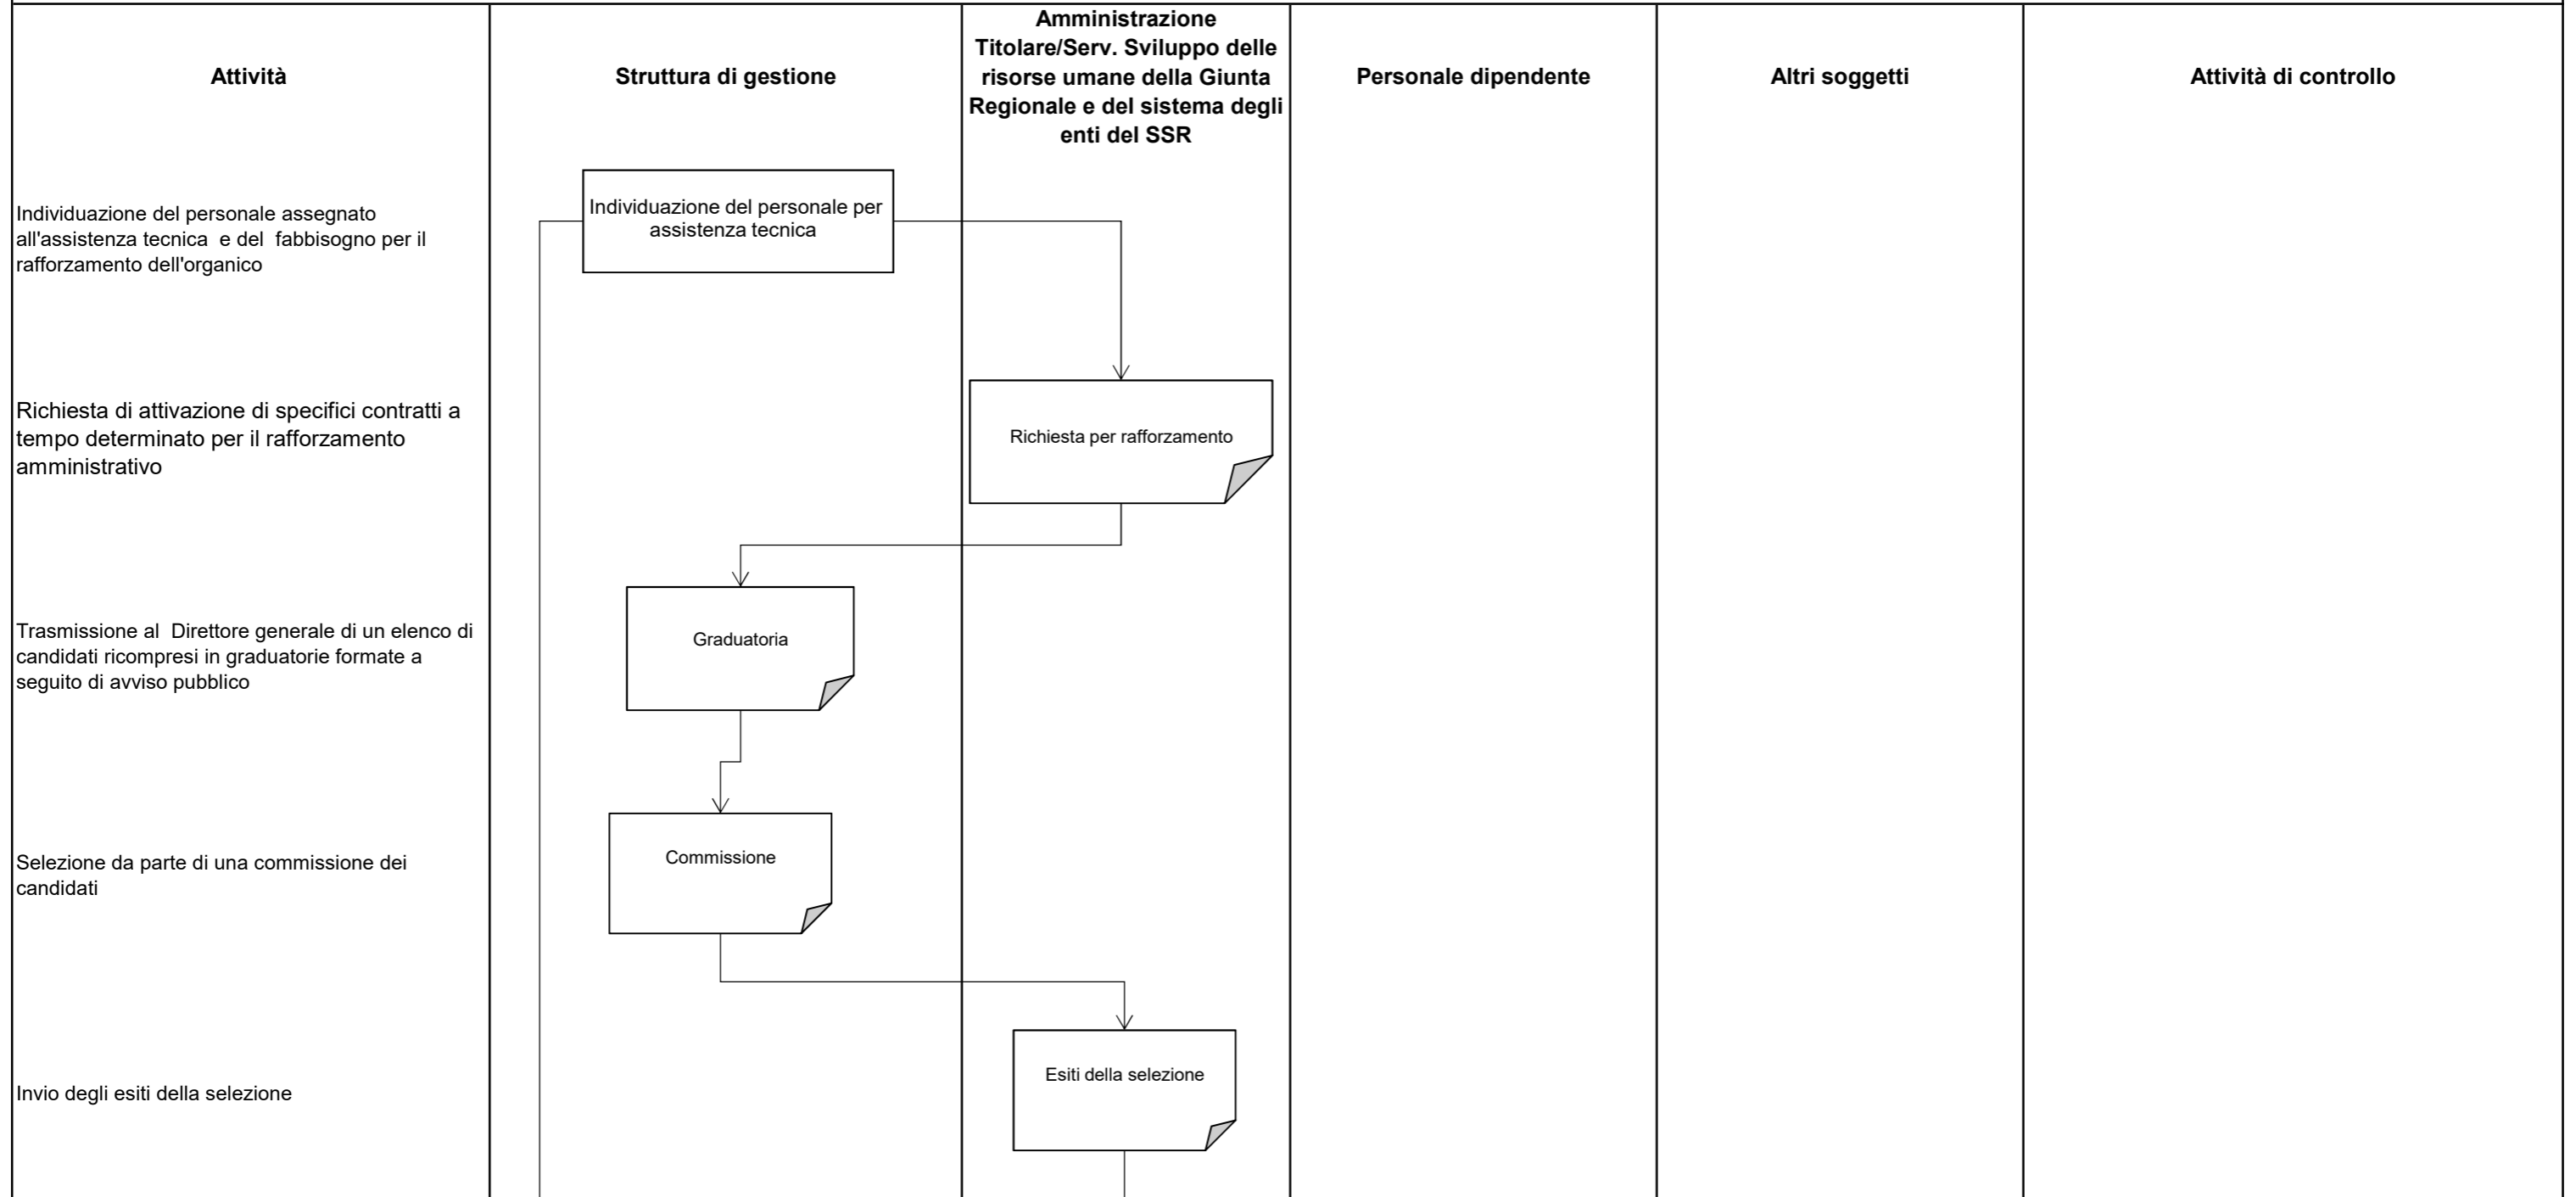 Attività
Struttura di gestione
Amministrazione
Titolare/Serv. Sviluppo delle
risorse umane della Giunta
Regionale e del sistema degli
enti del SSR
Personale dipendente
Altri soggetti
Attività di controllo
Individuazione del personale assegnato
all'assistenza tecnica  e del  fabbisogno per il
rafforzamento dell'organico
Individuazione del personale per
assistenza tecnica
Richiesta di attivazione di specifici contratti a
tempo determinato per il rafforzamento
amministrativo
Richiesta per rafforzamento
Trasmissione al  Direttore generale di un elenco di
candidati ricompresi in graduatorie formate a
seguito di avviso pubblico
Graduatoria
Selezione da parte di una commissione dei
candidati
Commissione
Invio degli esiti della selezione
Esiti della selezione